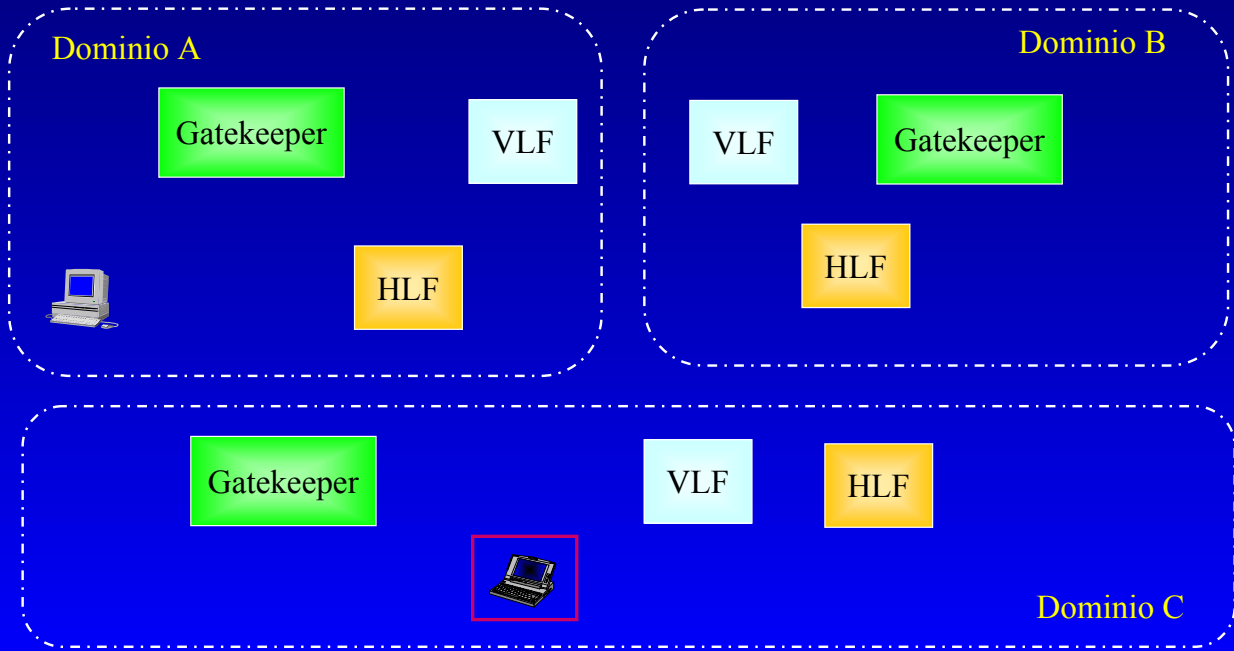 Dominio A
Gatekeeper
VLF
HLF
Dominio B
VLF
Gatekeeper
HLF
Gatekeeper
VLF
HLF
Dominio C